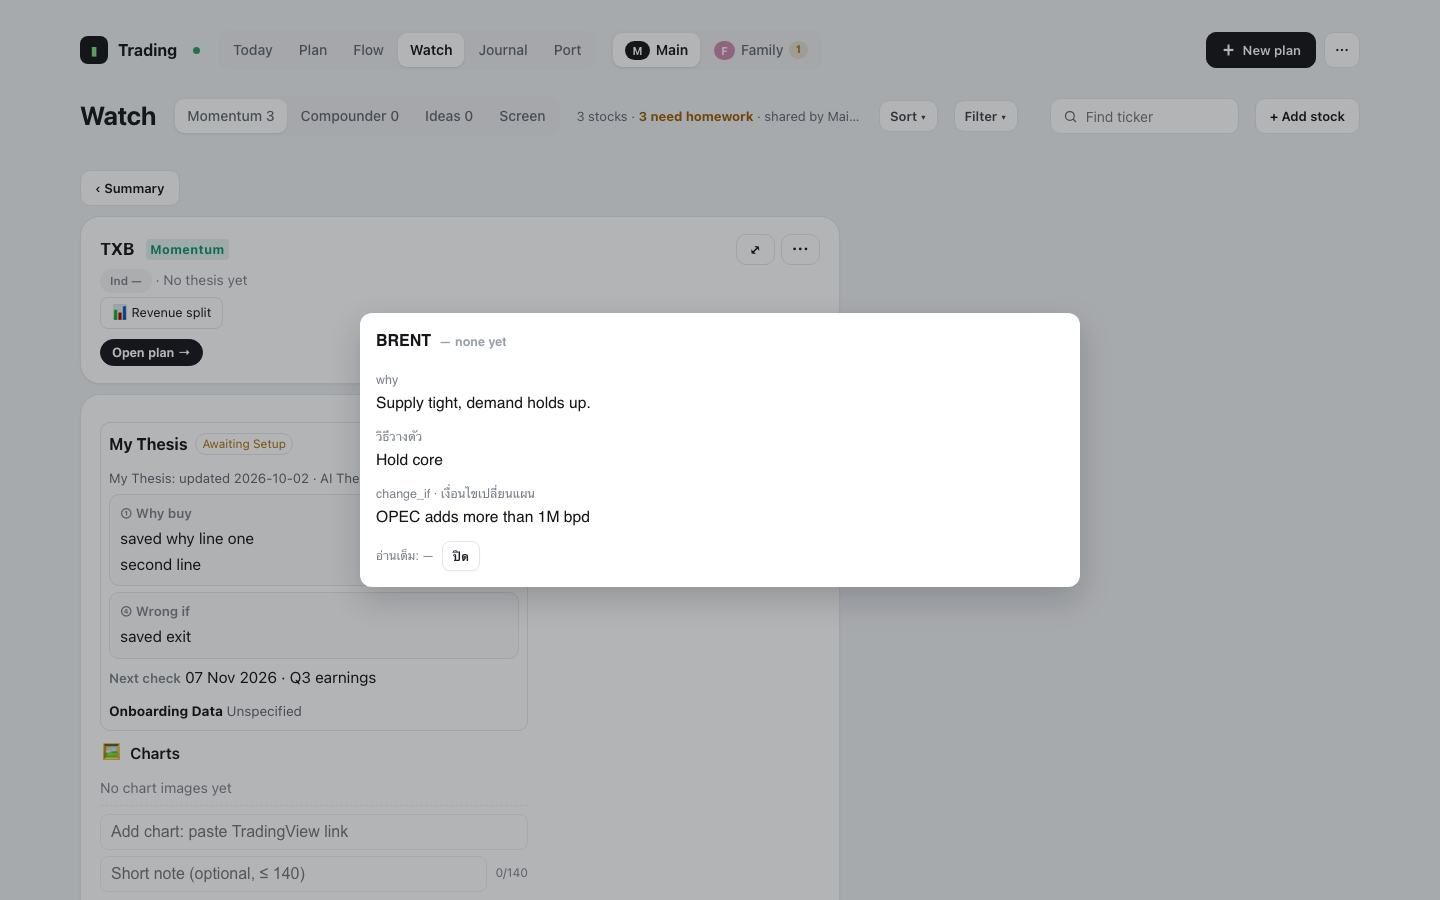 Trading
Today
Plan
Flow
Watch
Journal
Port
M Main
F Family 1
+ New plan
···
Watch
Momentum 3
Compounder 0
Ideas 0
Screen
3 stocks · 3 need homework · shared by Mai...
Sort ▾
Filter ▾
Find ticker
+ Add stock
‹ Summary
TXB Momentum
Ind — · No thesis yet
Revenue split
Open plan →
BRENT — none yet
why
Supply tight, demand holds up.
วิธีวางตัว
Hold core
change_if · เงื่อนไขเปลี่ยนแผน
OPEC adds more than 1M bpd
อ่านเต็ม: — ปิด
My Thesis Awaiting Setup
My Thesis: updated 2026-10-02 · AI The
① Why buy
saved why line one
second line
④ Wrong if
saved exit
Next check 07 Nov 2026 · Q3 earnings
Onboarding Data Unspecified
Charts
No chart images yet
Add chart: paste TradingView link
Short note (optional, ≤ 140) 0/140